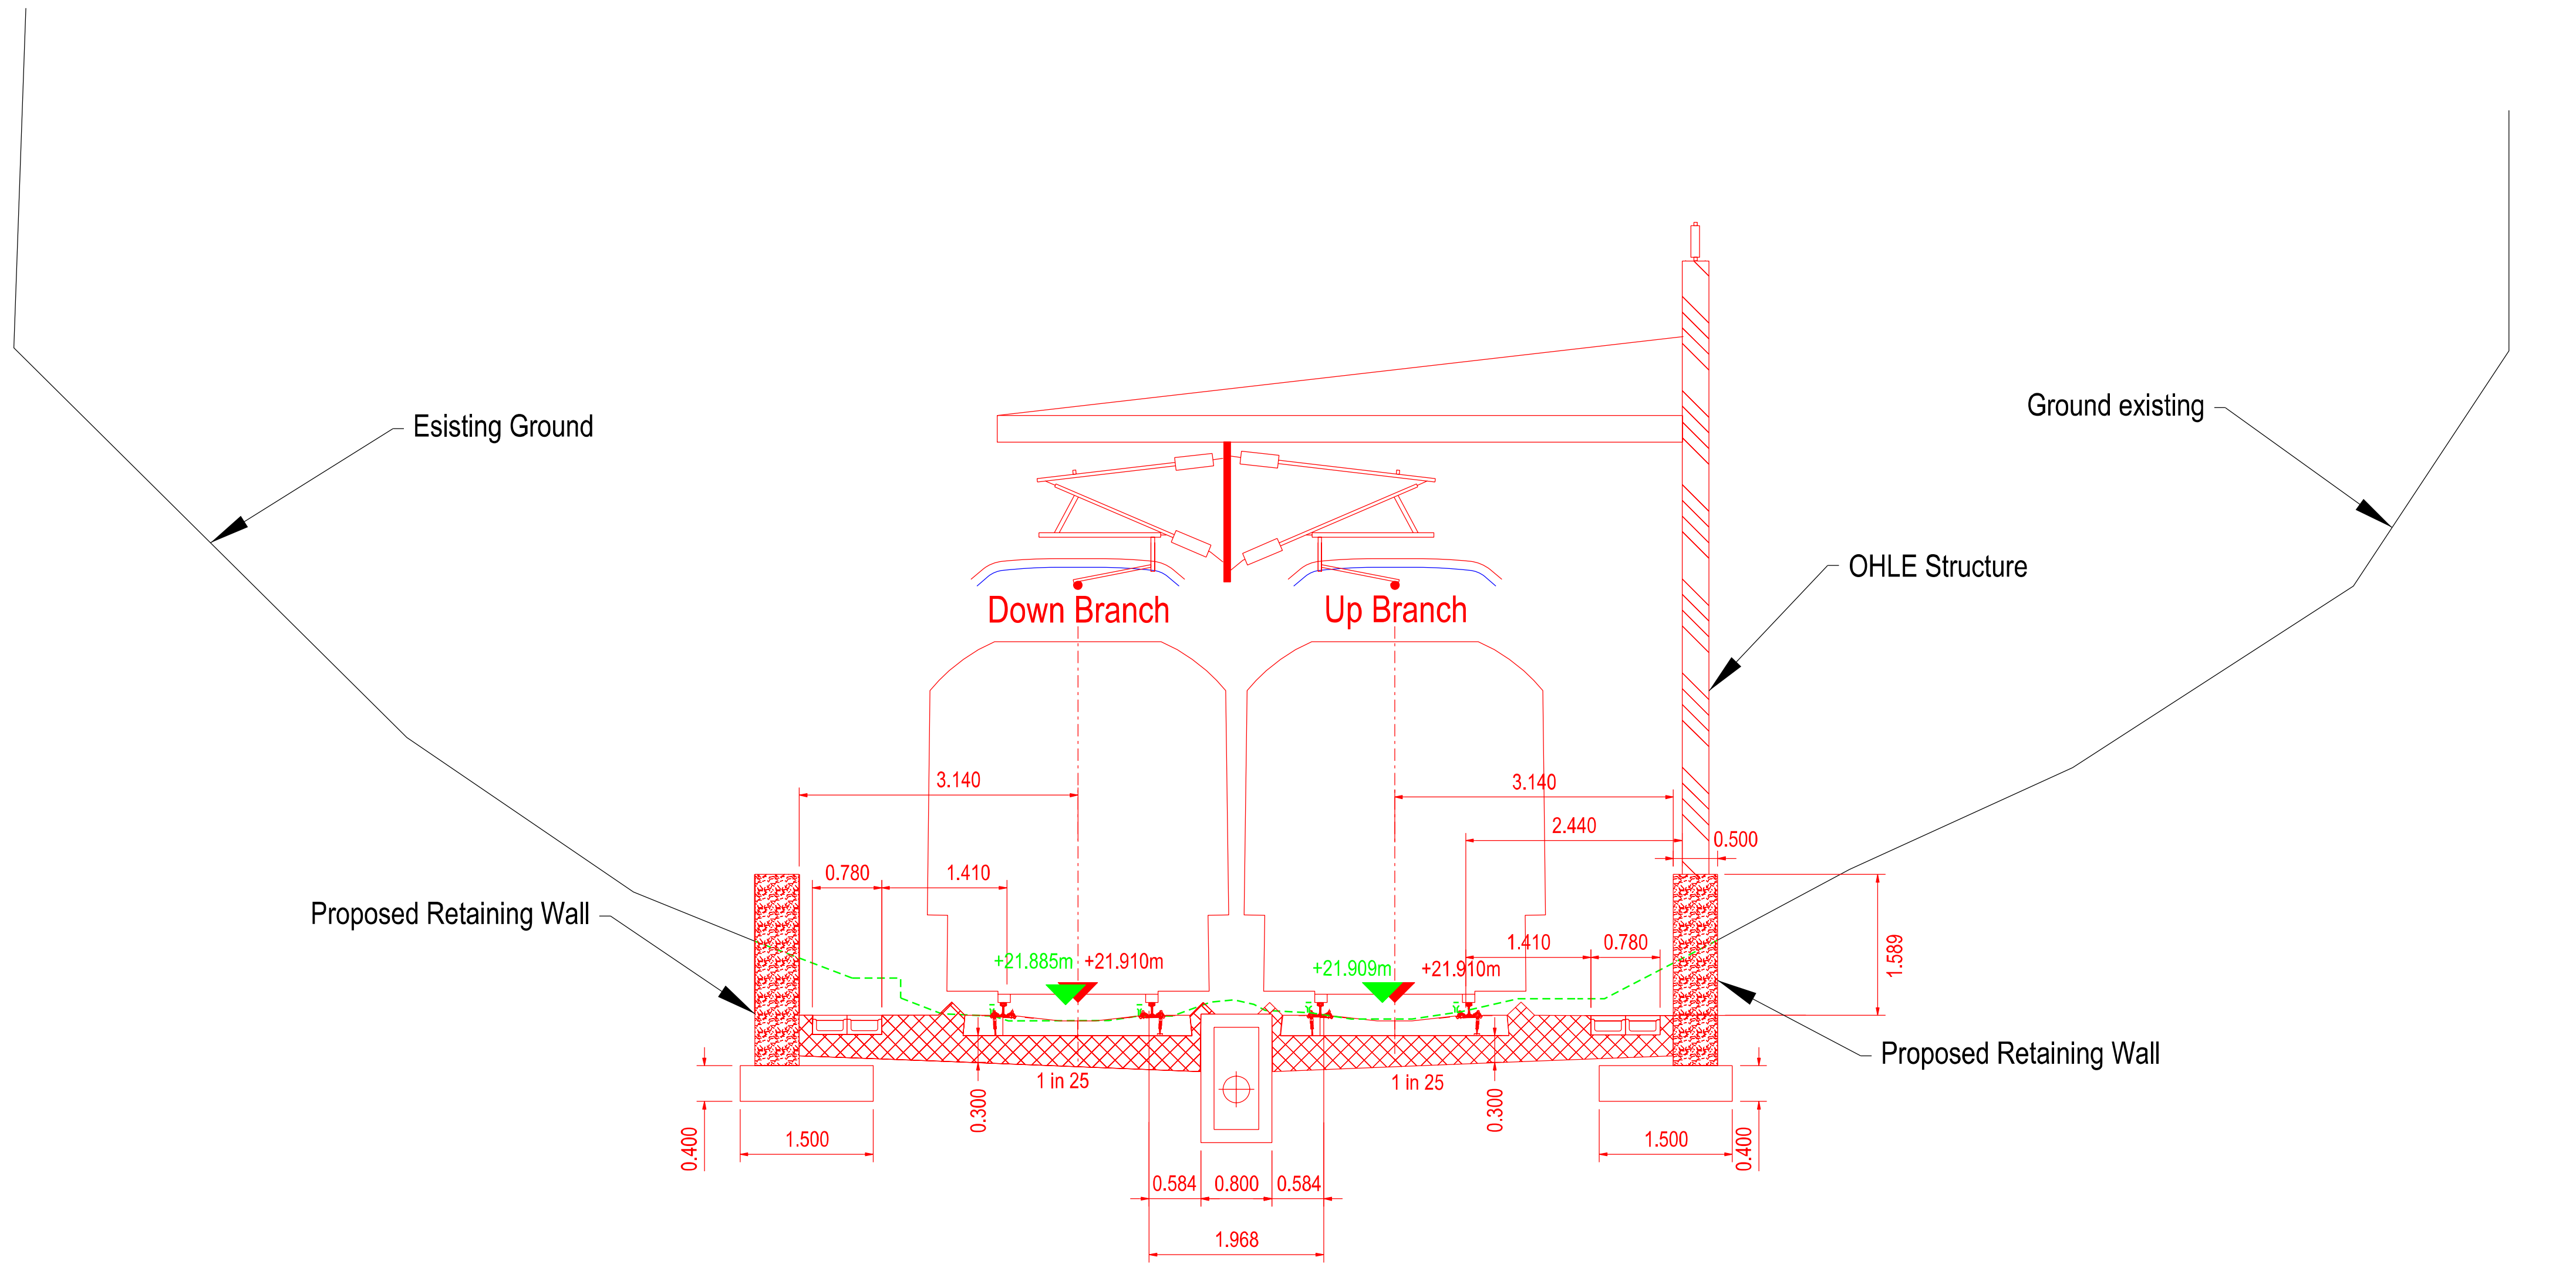 Ground existing
Esisting Ground
OHLE Structure
Down Branch
Up Branch
3.140
3.140
2.440
0.500
0.780
1.410
Proposed Retaining Wall
1.410
0.780
1.589
+21.885m
+21.910m
+21.909m
+21.910m
Proposed Retaining Wall
1 in 25
1 in 25
0.300
0.300
0.400
1.500
1.500
0.400
0.584
0.800
0.584
1.968